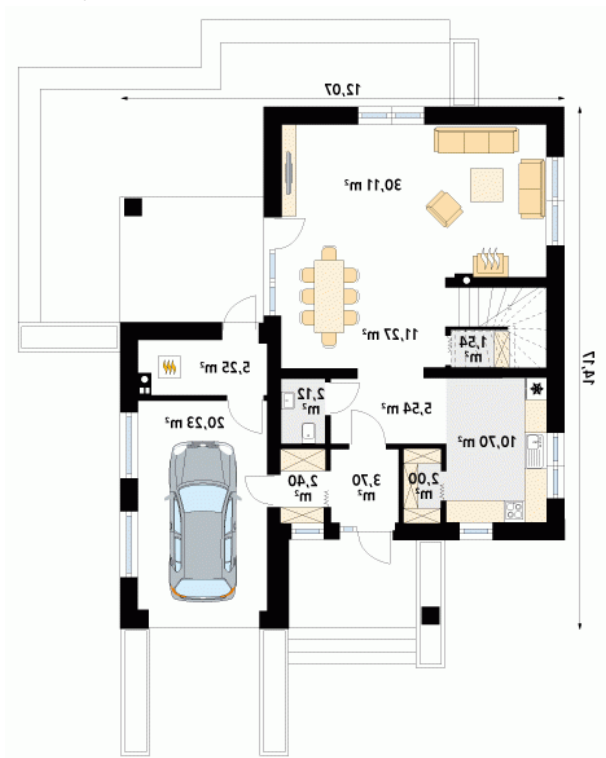 12,07
30,11 m²
14,17
11,27 m²
1,54
m²
5,25 m²
2,12
m²
5,54 m²
20,23 m²
10,70 m²
2,40
m²
3,70
m²
2,00
m²